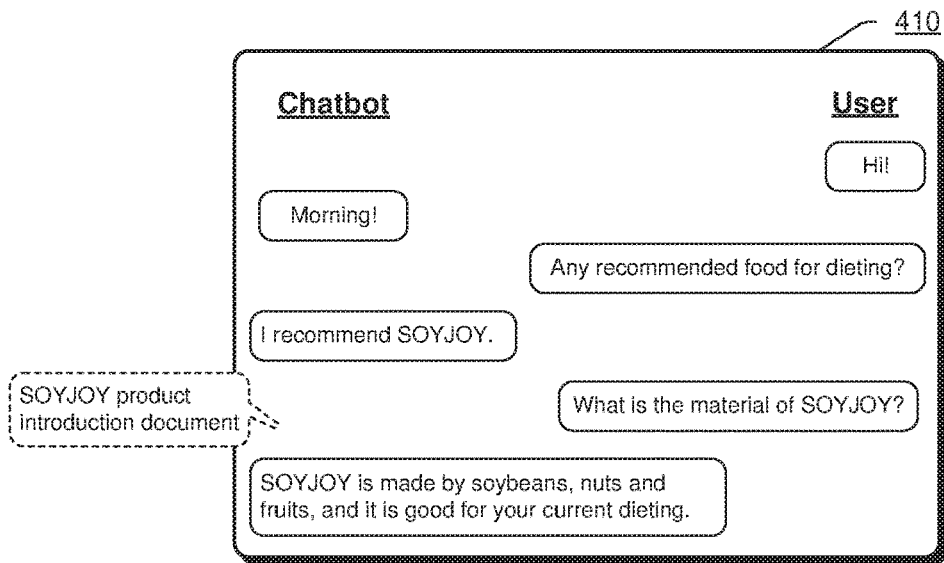 410
Chatbot
User
Hi!
Morning!
Any recommended food for dieting?
I recommend SOYJOY.
SOYJOY product
introduction document
What is the material of SOYJOY?
SOYJOY is made by soybeans, nuts and
fruits, and it is good for your current dieting.